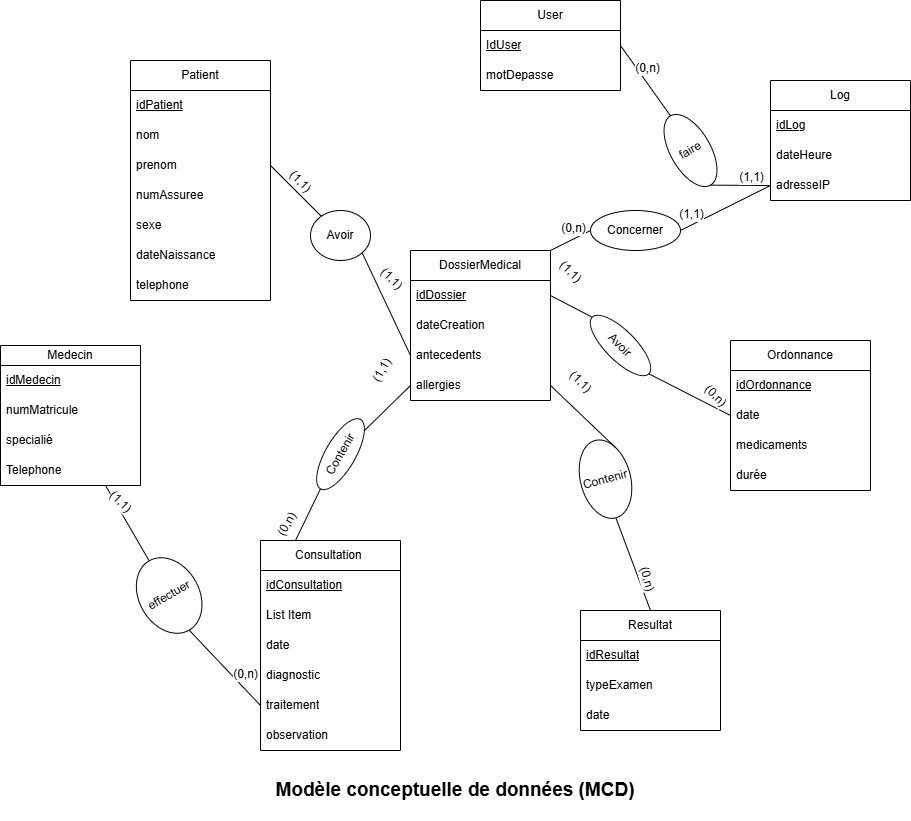 User
IdUser
motDepasse
(0,n)
faire
Log
idLog
dateHeure
adresseIP
(1,1)
(1,1)
Concerner
(0,n)
Patient
idPatient
nom
prenom
numAssuree
sexe
dateNaissance
telephone
(1,1)
Avoir
(1,1)
DossierMedical
idDossier
dateCreation
antecedents
allergies
(1,1)
Avoir
(0,n)
Ordonnance
idOrdonnance
date
medicaments
durée
Medecin
idMedecin
numMatricule
specialié
Telephone
(1,1)
effectuer
(0,n)
(1,1)
Contenir
(0,n)
Consultation
idConsultation
List Item
date
diagnostic
traitement
observation
(1,1)
Contenir
(0,n)
Resultat
idResultat
typeExamen
date
Modèle conceptuelle de données (MCD)